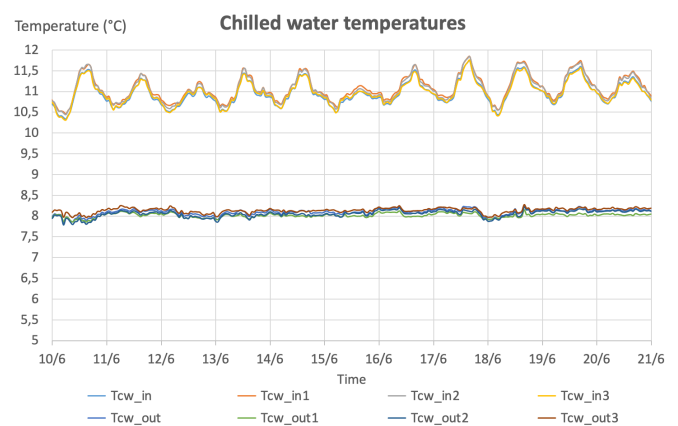 Chilled water temperatures
Temperature (°C)
12
11,5
11
10,5
10
9,5
9
8,5
8
7,5
7
6,5
6
5,5
5
10/6 11/6 12/6 13/6 14/6 15/6 16/6 17/6 18/6 19/6 20/6 21/6
Time
Tcw_in Tcw_in1 Tcw_in2 Tcw_in3
Tcw_out Tcw_out1 Tcw_out2 Tcw_out3